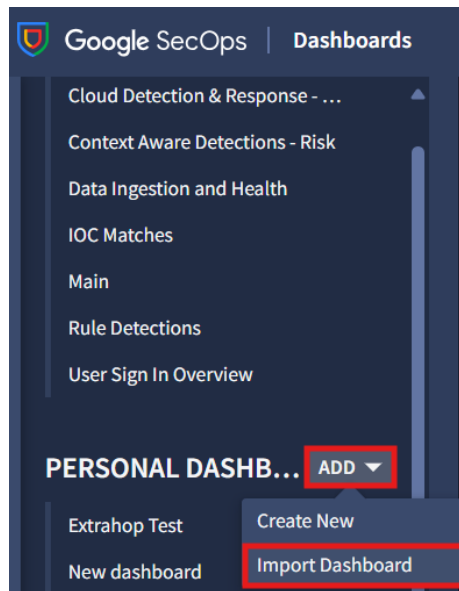 Google SecOps | Dashboards
Cloud Detection & Response - ...
Context Aware Detections - Risk
Data Ingestion and Health
IOC Matches
Main
Rule Detections
User Sign In Overview
PERSONAL DASHB... ADD
Extrahop Test
Create New
New dashboard
Import Dashboard